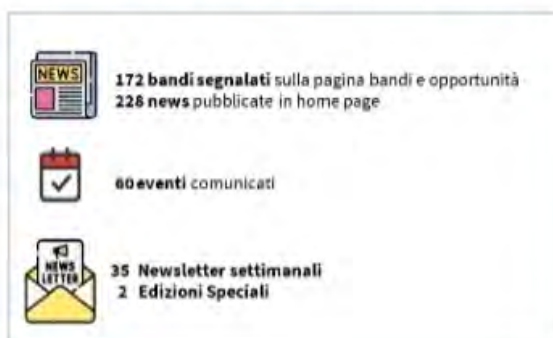 NEWS
172 bandi segnalati sulla pagina bandi e opportunità
228 news pubblicate in home page
60 eventi comunicati
NEWS
LETTER
35 Newsletter settimanali
2 Edizioni Speciali